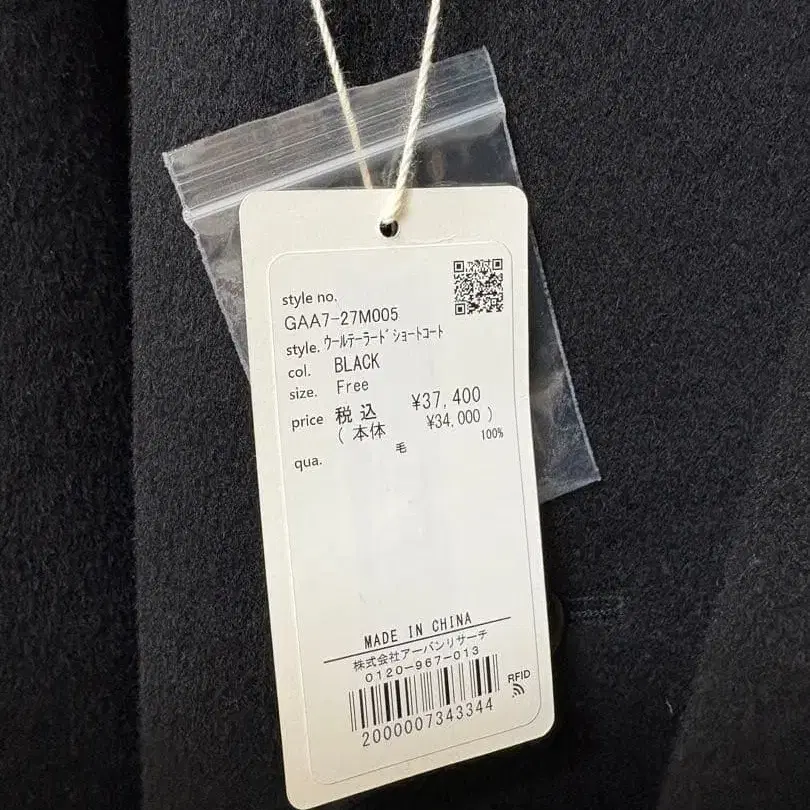 style no.
GAA7-27M005
style. ｳｰﾙﾃｰﾗｰﾄﾞｼｮｰﾄｺｰﾄ
col. BLACK
size. Free
price 税込 ¥37,400
(本体 ¥34,000)
qua. 毛 100%
MADE IN CHINA
株式会社アーバンリサーチ
0120-967-013
RFID
2000007343344